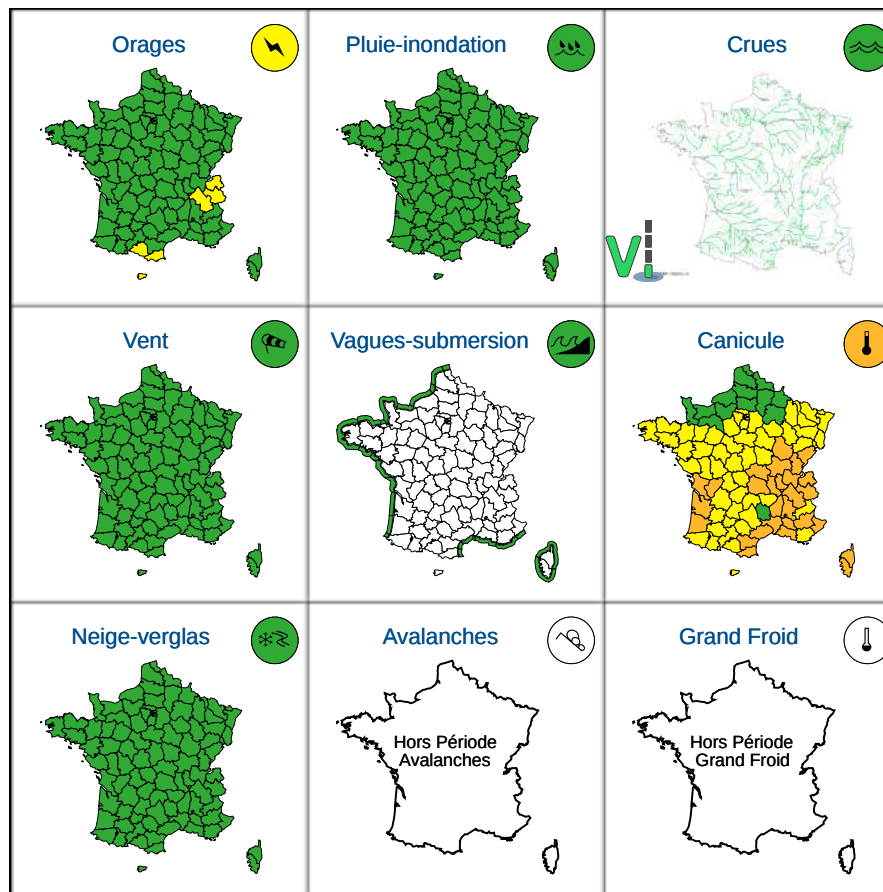 Orages
Pluie-inondation
Crues
Vi
Vent
Vagues-submersion
Canicule
Neige-verglas
Avalanches
Hors Période
Avalanches
Grand Froid
Hors Période
Grand Froid